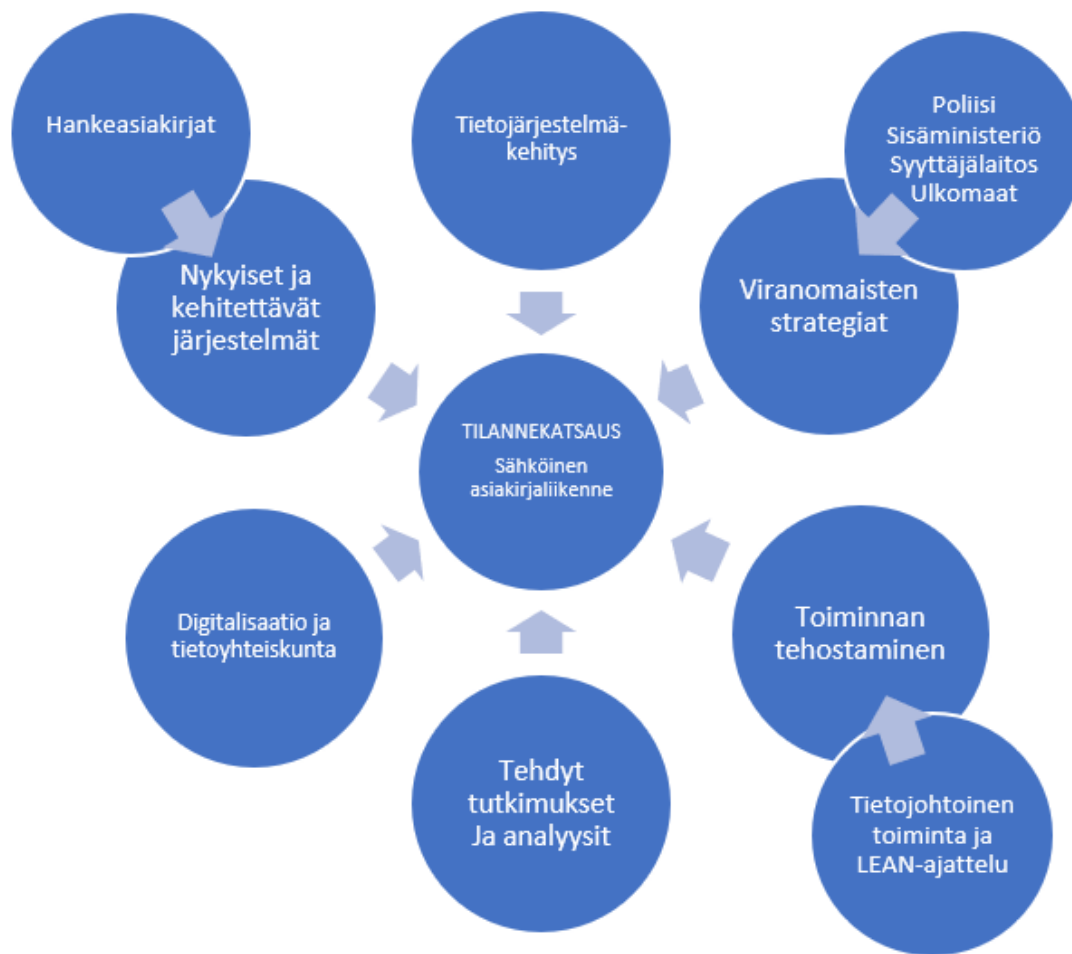 Hankeasiakirjat
Tietojärjestelmä-
kehitys
Poliisi
Sisäministeriö
Syyttäjälaitos
Ulkomaat
Nykyiset ja
kehitettävät
järjestelmät
Viranomaisten
strategiat
TILANNEKATSAUS
Sähköinen
asiakirjaliikenne
Digitalisaatio ja
tietoyhteiskunta
Toiminnan
tehostaminen
Tehdyt
tutkimukset
Ja analyysit
Tietojohtoinen
toiminta ja
LEAN-ajattelu